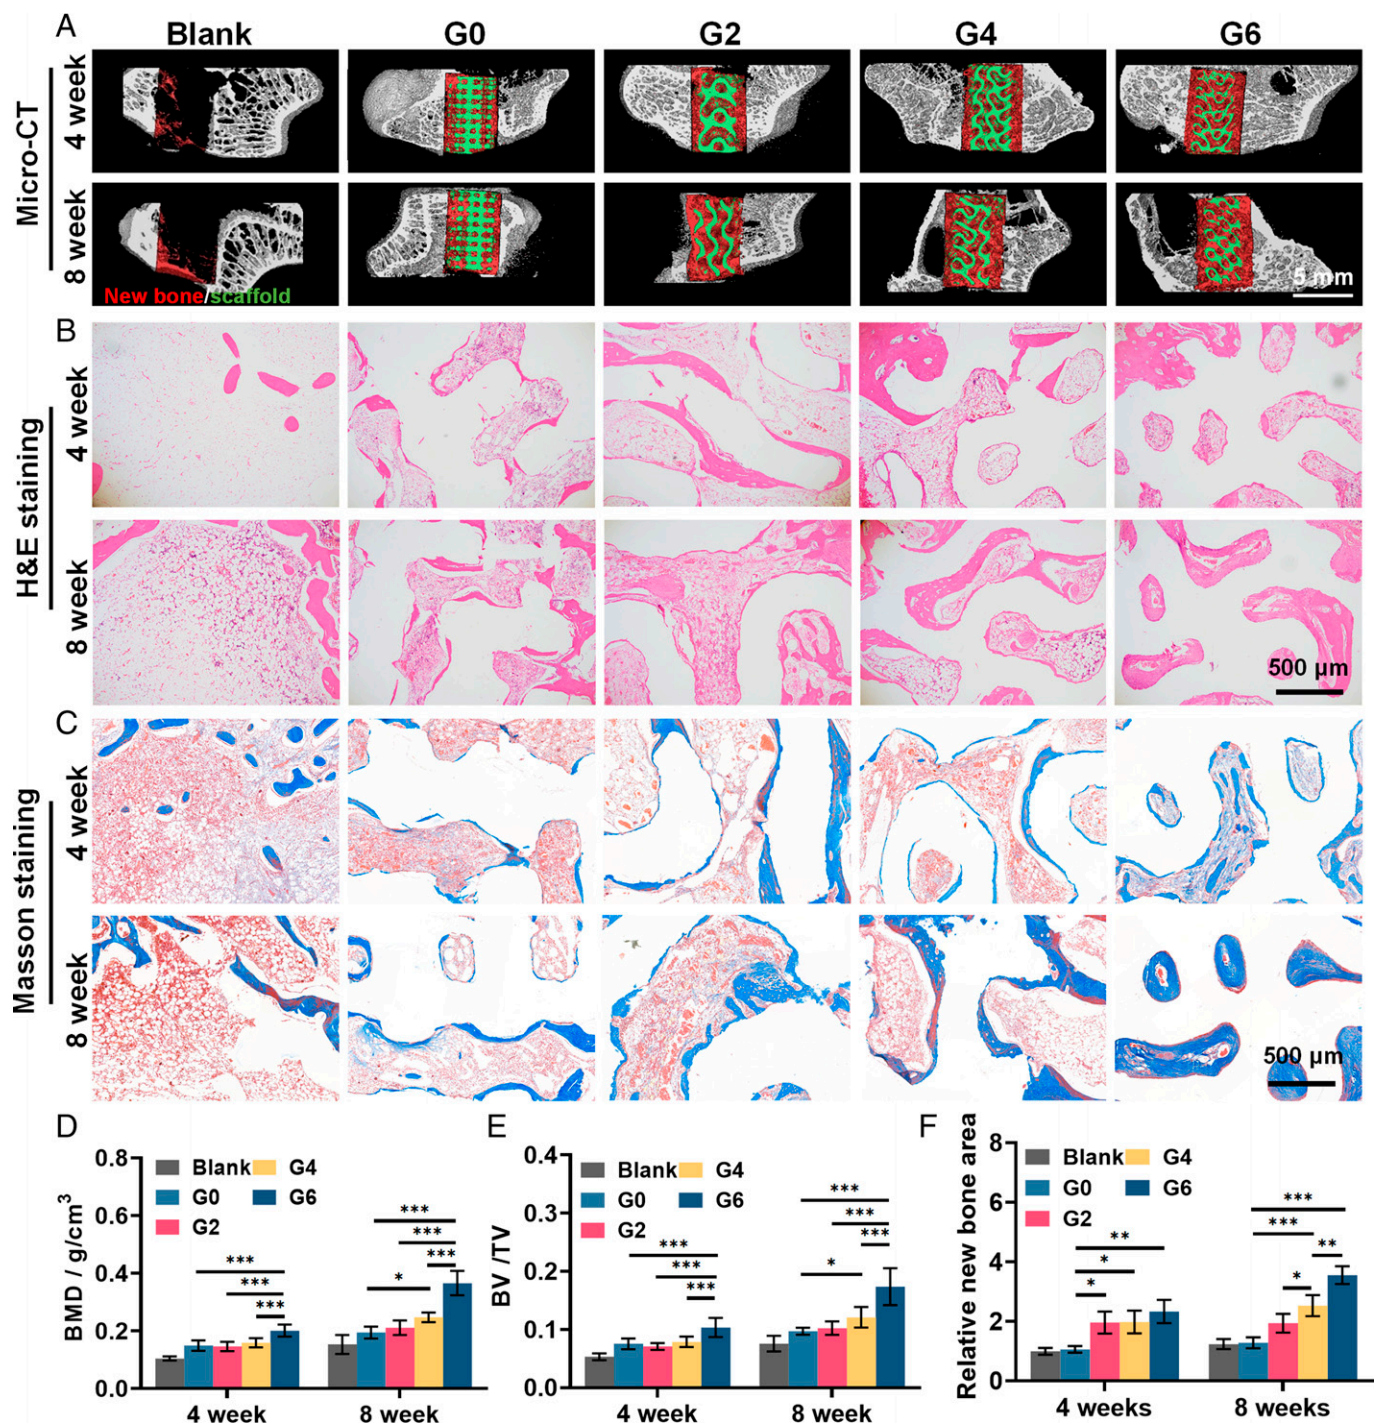 A
Blank G0 G2 G4 G6
Micro-CT
4 week
8 week
New bone/scaffold
5 mm
B
H&E staining
4 week
8 week
500 µm
C
Masson staining
4 week
8 week
500 µm
D
BMD / g/cm³
0.8
0.6
0.4
0.2
0.0
Blank G4
G0 G6
G2
*** *** ***
*** *** *** *
4 week 8 week
E
BV /TV
0.4
0.3
0.2
0.1
0.0
Blank G4
G0 G6
G2
*** *** ***
*** *** *** *
4 week 8 week
F
Relative new bone area
8
6
4
2
0
Blank G4
G0 G6
G2
** * *
*** *** ** *
4 weeks 8 weeks